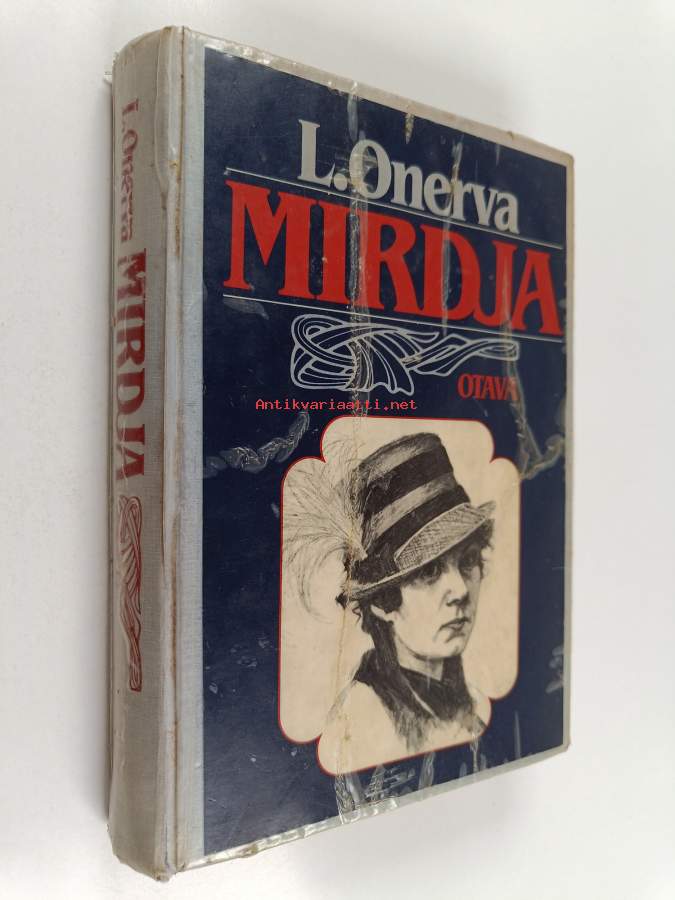 L. Onerva
MIRDJA
OTAVA
Antikvariaatti.net
L. Onerva
MIRDJA